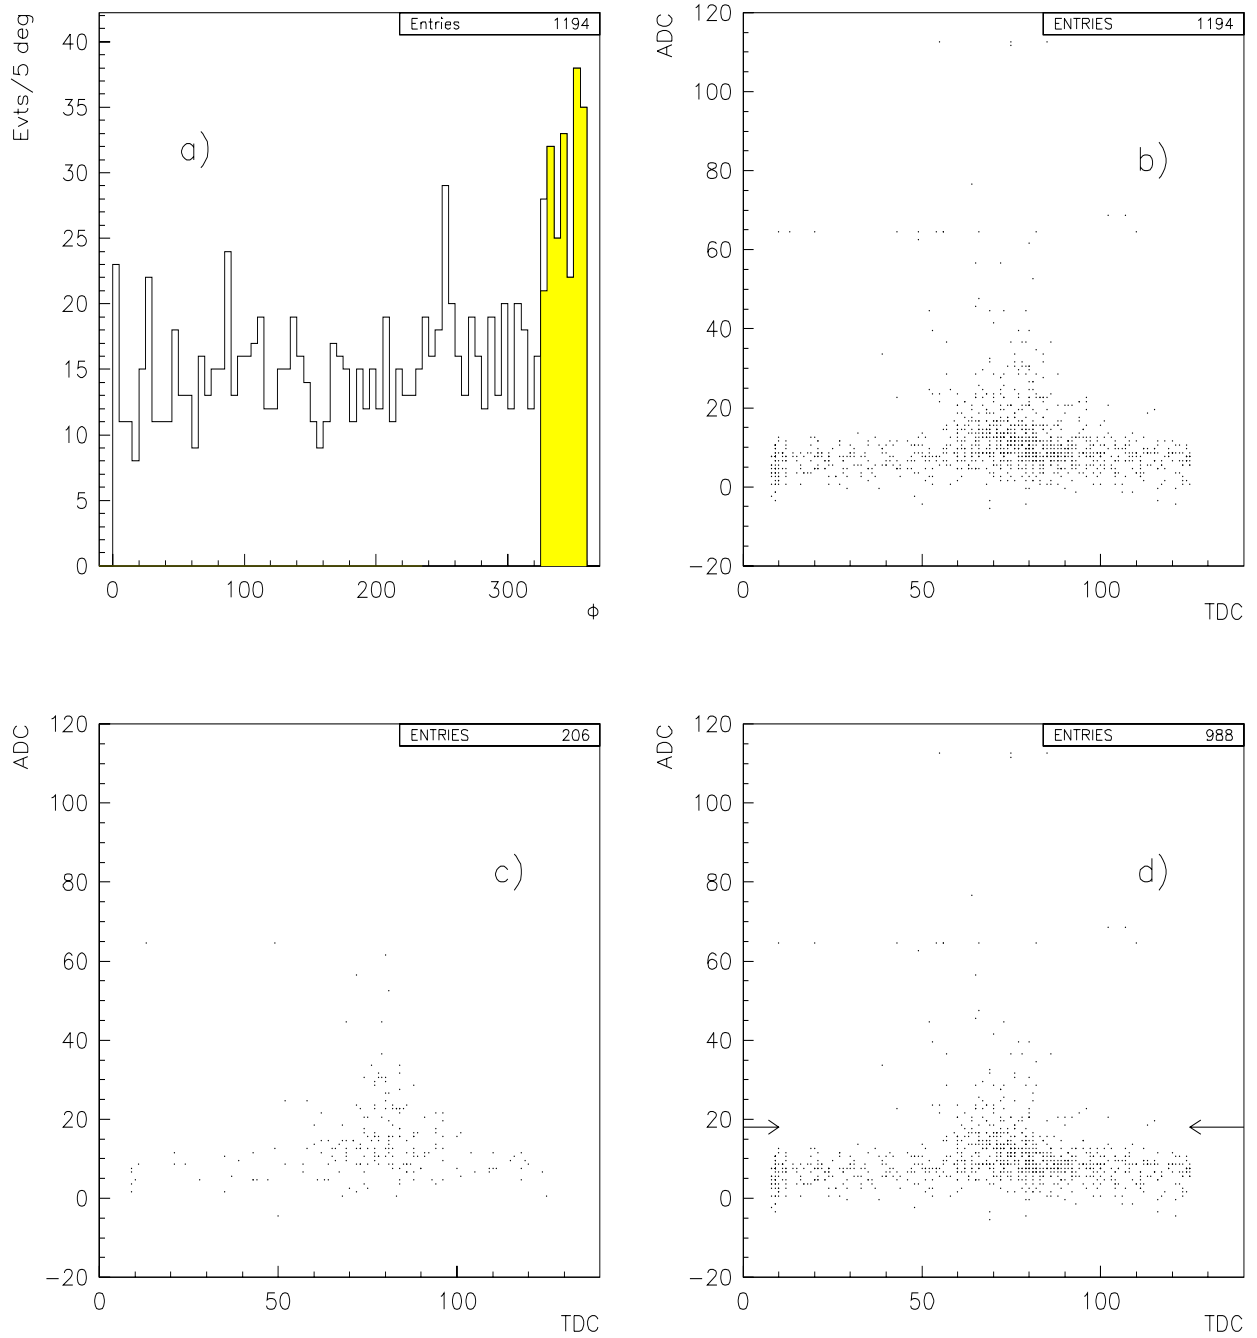 Evts/5 deg
Entries 1194
40
35
30
25
20
15
10
5
0
a)
0 100 200 300
ϕ
ADC
ENTRIES 1194
120
100
80
60
40
20
0
−20
b)
0 50 100
TDC
ADC
ENTRIES 206
120
100
80
60
40
20
0
−20
c)
0 50 100
TDC
ADC
ENTRIES 988
120
100
80
60
40
20
0
−20
d)
0 50 100
TDC